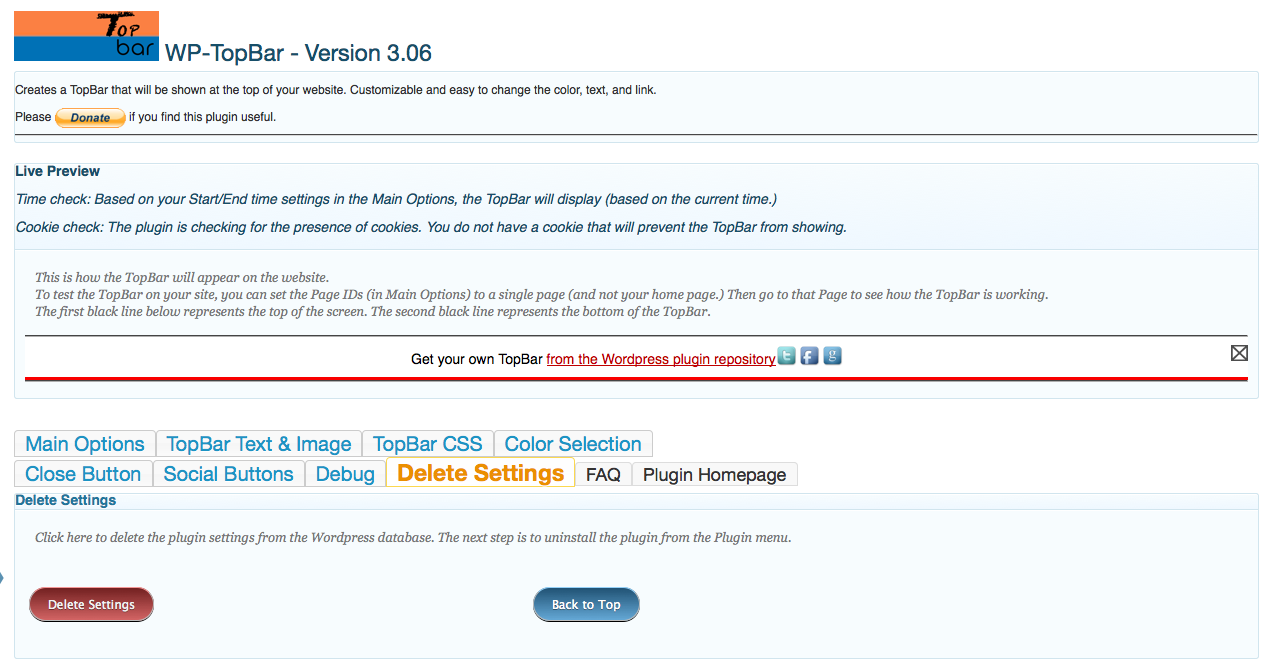 TOP
bar
WP-TopBar - Version 3.06
Creates a TopBar that will be shown at the top of your website. Customizable and easy to change the color, text, and link.
Please Donate if you find this plugin useful.
Live Preview
Time check: Based on your Start/End time settings in the Main Options, the TopBar will display (based on the current time.)
Cookie check: The plugin is checking for the presence of cookies. You do not have a cookie that will prevent the TopBar from showing.
This is how the TopBar will appear on the website.
To test the TopBar on your site, you can set the Page IDs (in Main Options) to a single page (and not your home page.) Then go to that Page to see how the TopBar is working.
The first black line below represents the top of the screen. The second black line represents the bottom of the TopBar.
Get your own TopBar from the Wordpress plugin repository t f g
Main Options TopBar Text & Image TopBar CSS Color Selection
Close Button Social Buttons Debug Delete Settings FAQ Plugin Homepage
Delete Settings
Click here to delete the plugin settings from the Wordpress database. The next step is to uninstall the plugin from the Plugin menu.
Delete Settings Back to Top